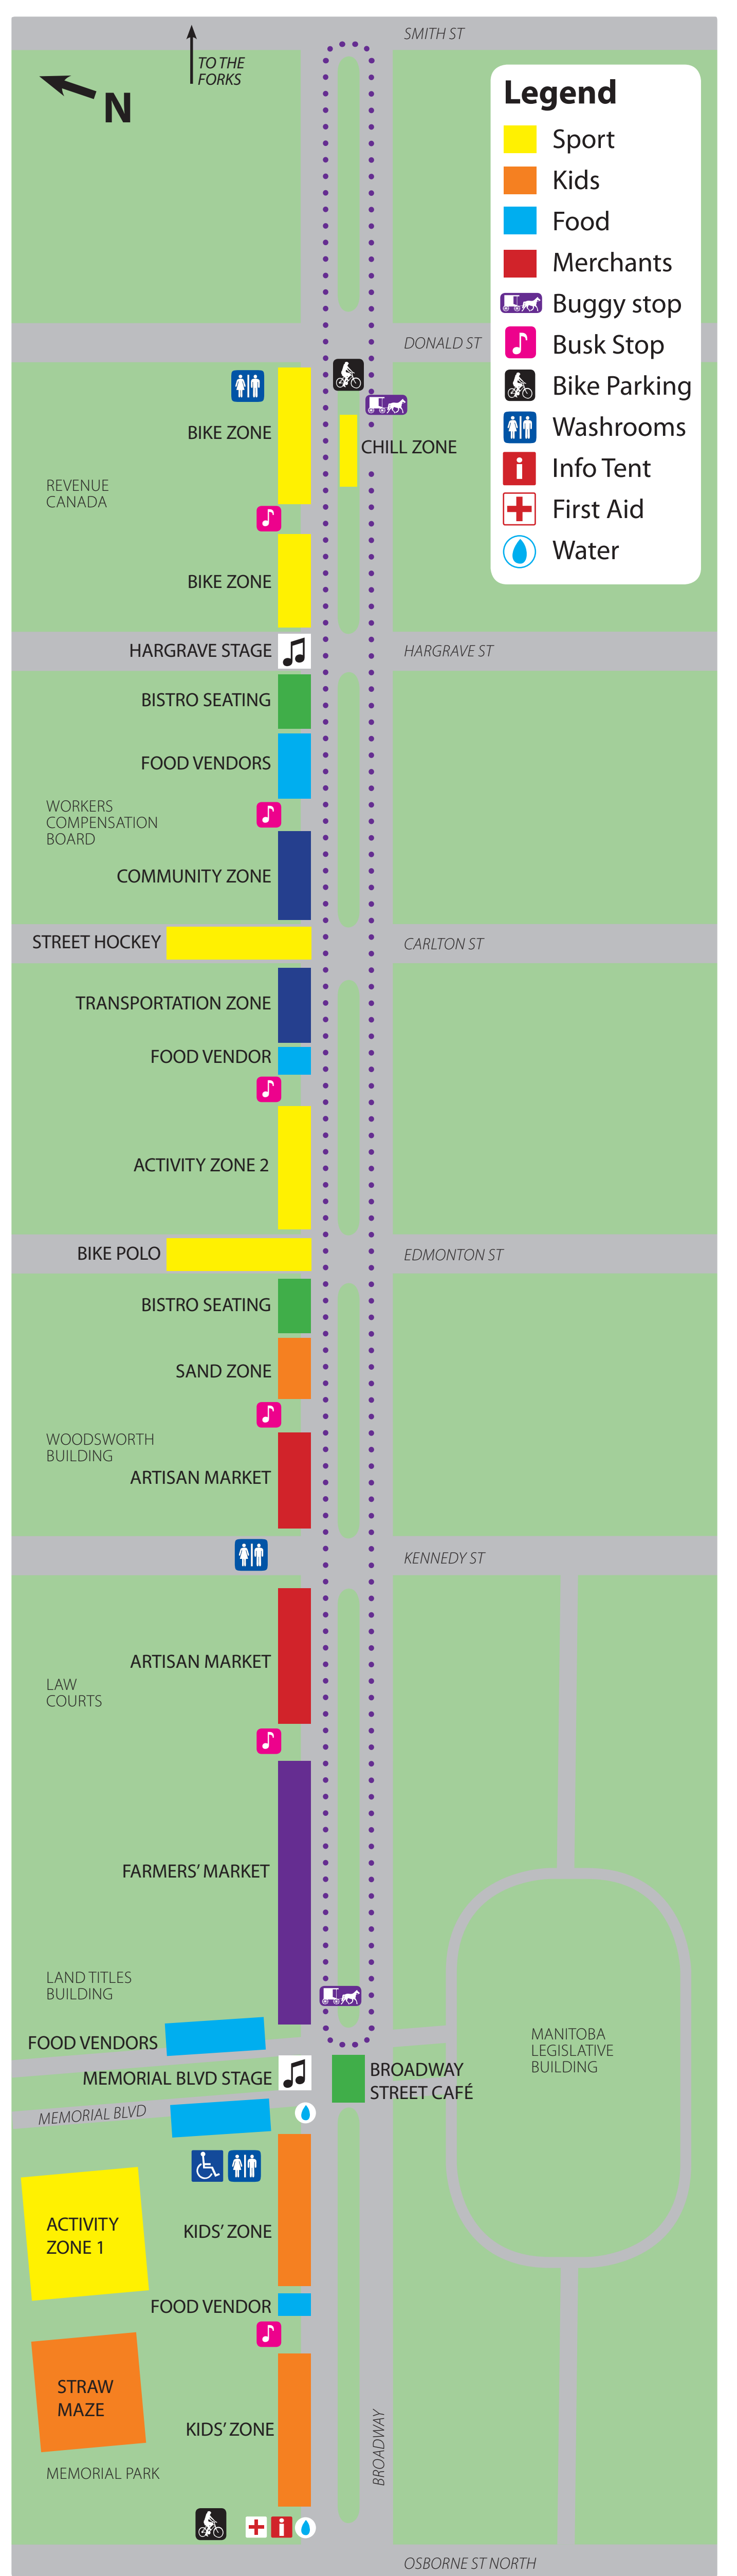 SMITH ST
TO THE
FORKS
N
Legend
Sport
Kids
Food
Merchants
Buggy stop
Busk Stop
Bike Parking
Washrooms
Info Tent
First Aid
Water
DONALD ST
BIKE ZONE
CHILL ZONE
REVENUE
CANADA
BIKE ZONE
HARGRAVE STAGE
HARGRAVE ST
BISTRO SEATING
FOOD VENDORS
WORKERS
COMPENSATION
BOARD
COMMUNITY ZONE
STREET HOCKEY
CARLTON ST
TRANSPORTATION ZONE
FOOD VENDOR
ACTIVITY ZONE 2
BIKE POLO
EDMONTON ST
BISTRO SEATING
SAND ZONE
WOODSWORTH
BUILDING
ARTISAN MARKET
KENNEDY ST
ARTISAN MARKET
LAW
COURTS
FARMERS’ MARKET
LAND TITLES
BUILDING
FOOD VENDORS
MANITOBA
LEGISLATIVE
BUILDING
MEMORIAL BLVD STAGE
BROADWAY
STREET CAFÉ
MEMORIAL BLVD
ACTIVITY
ZONE 1
KIDS’ ZONE
FOOD VENDOR
STRAW
MAZE
KIDS’ ZONE
BROADWAY
MEMORIAL PARK
i
OSBORNE ST NORTH